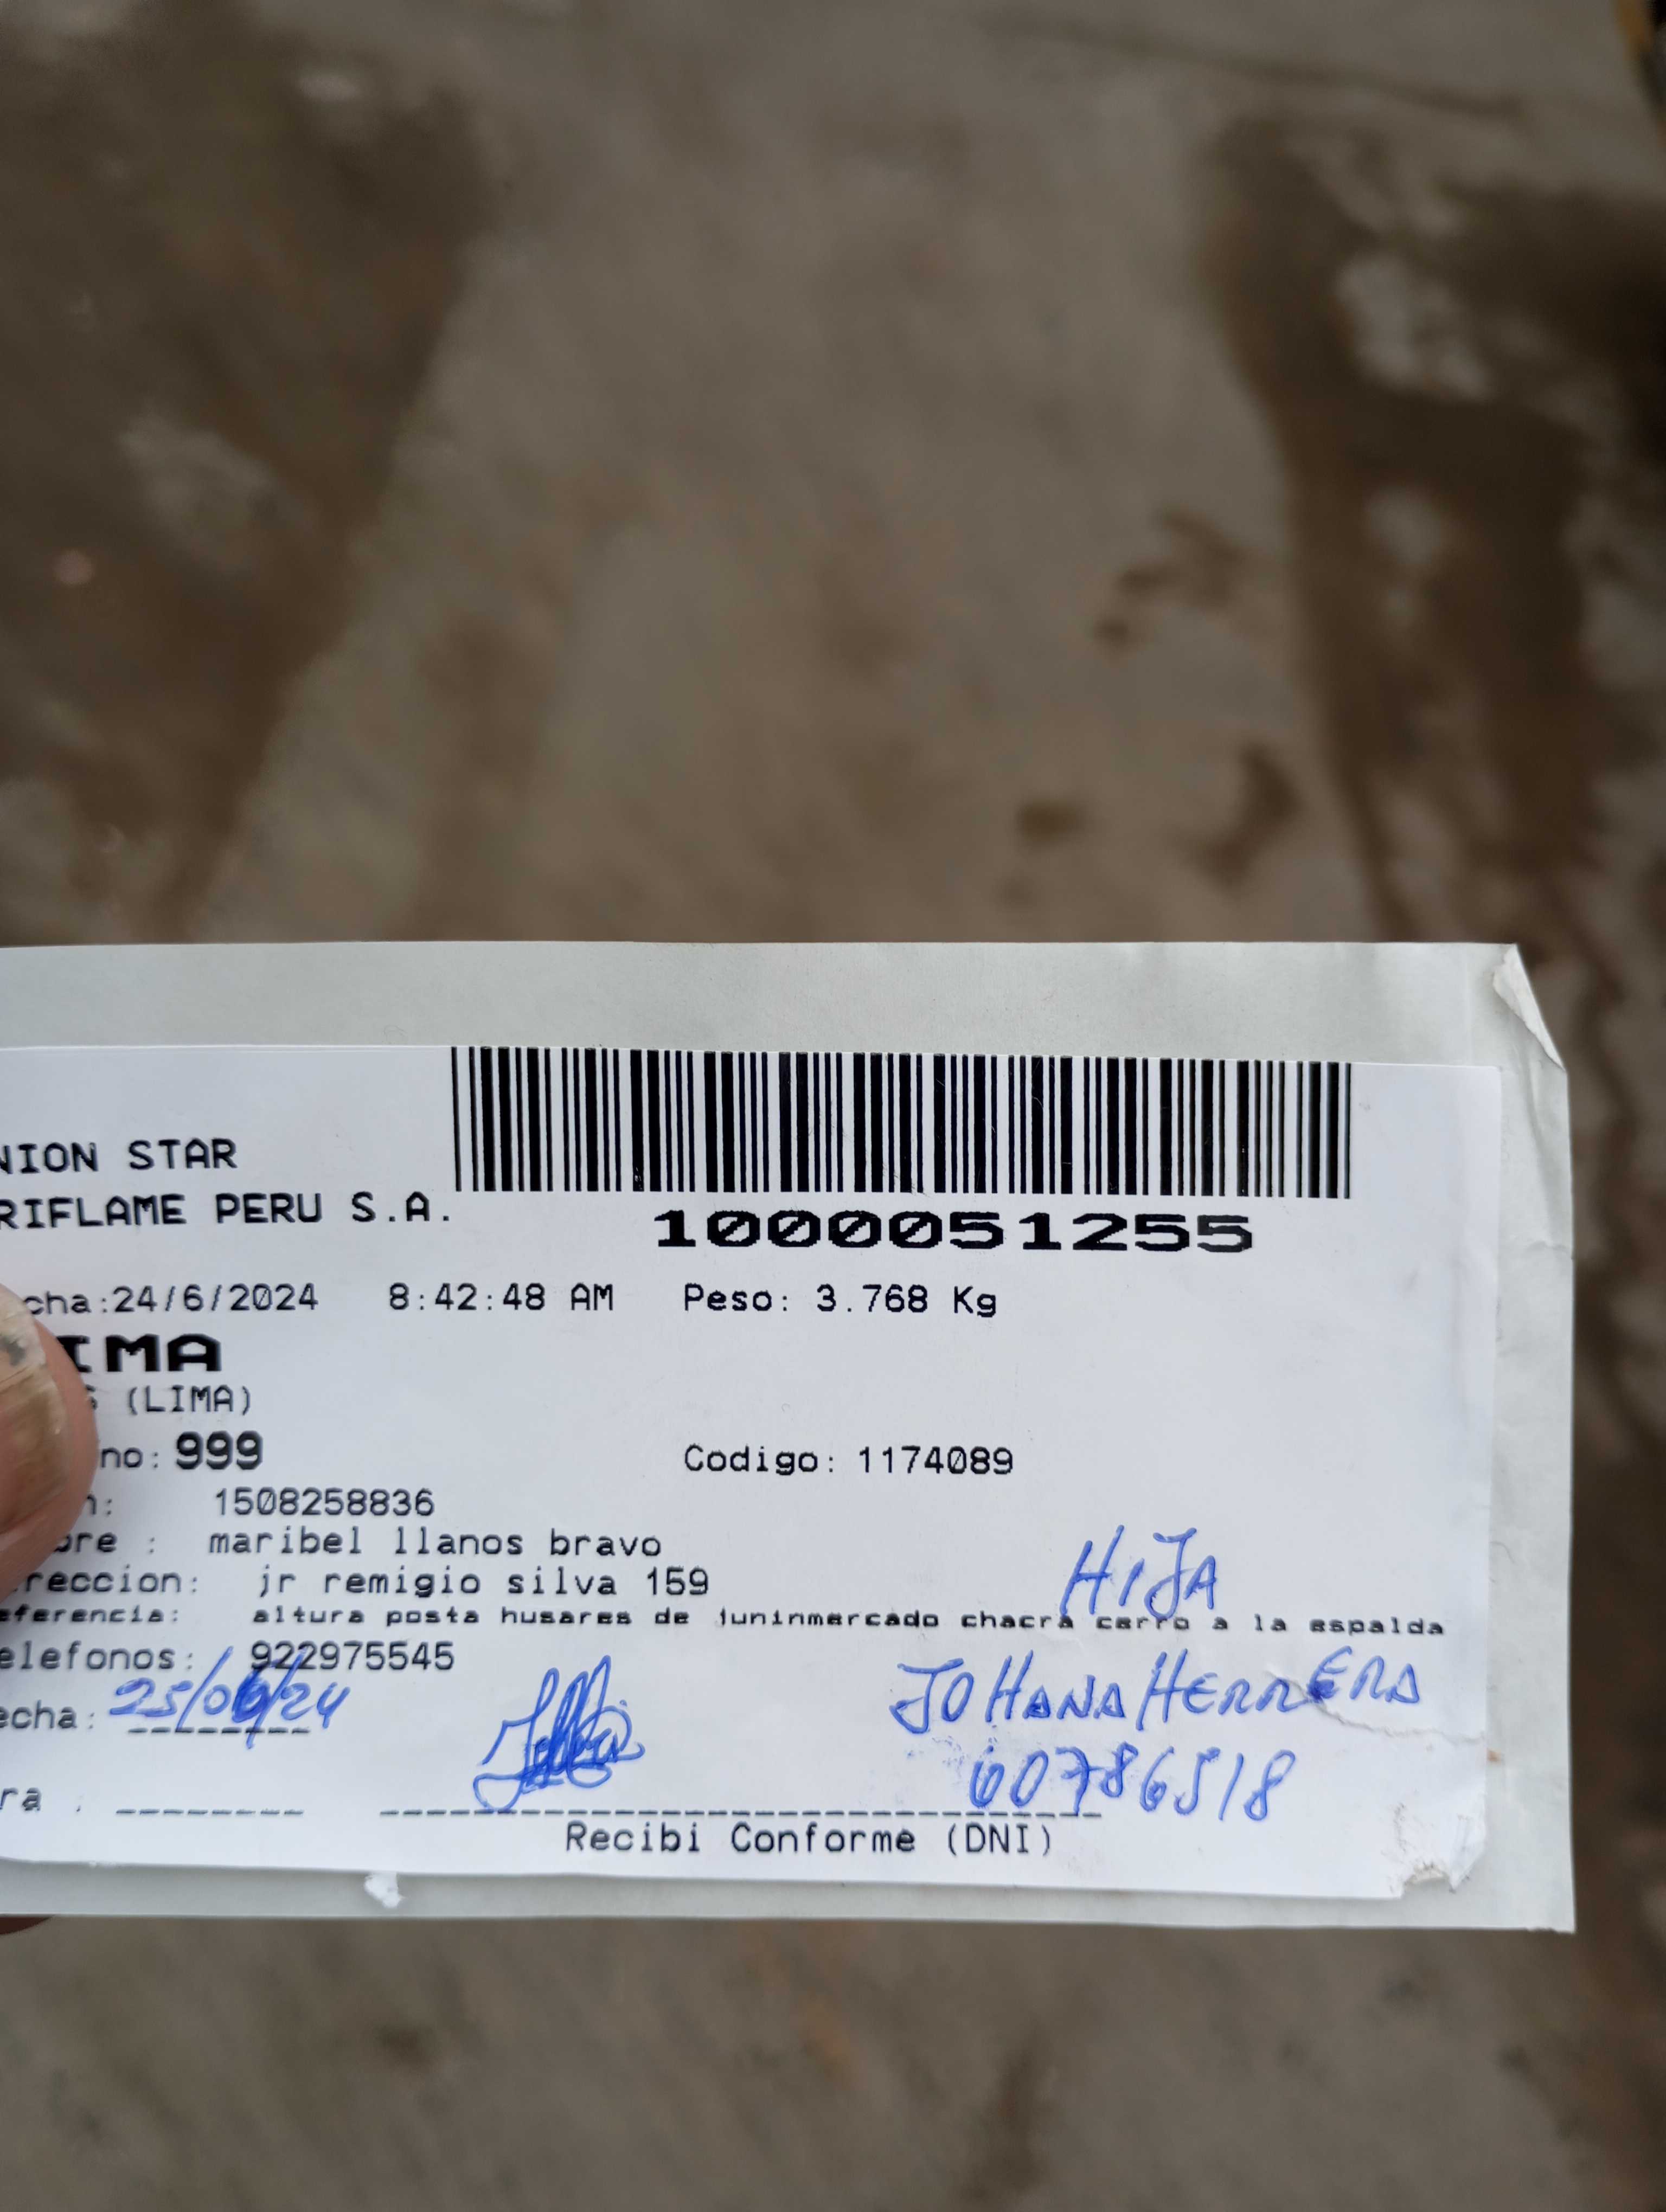 NION STAR
RIFLAME PERU S.A.
1000051255
cha:24/6/2024 8:42:48 AM Peso: 3.768 Kg
IMA
S (LIMA)
no: 999 Codigo: 1174089
n: 1508258836
bre : maribel llanos bravo
reccion: jr remigio silva 159
HIJA
eferencia: altura posta husares de juninmercado chacra cerro a la espalda
elefonos: 922975545
JOHANA HERRERA
echa: 25/06/24
60786518
ra :
Recibi Conforme (DNI)